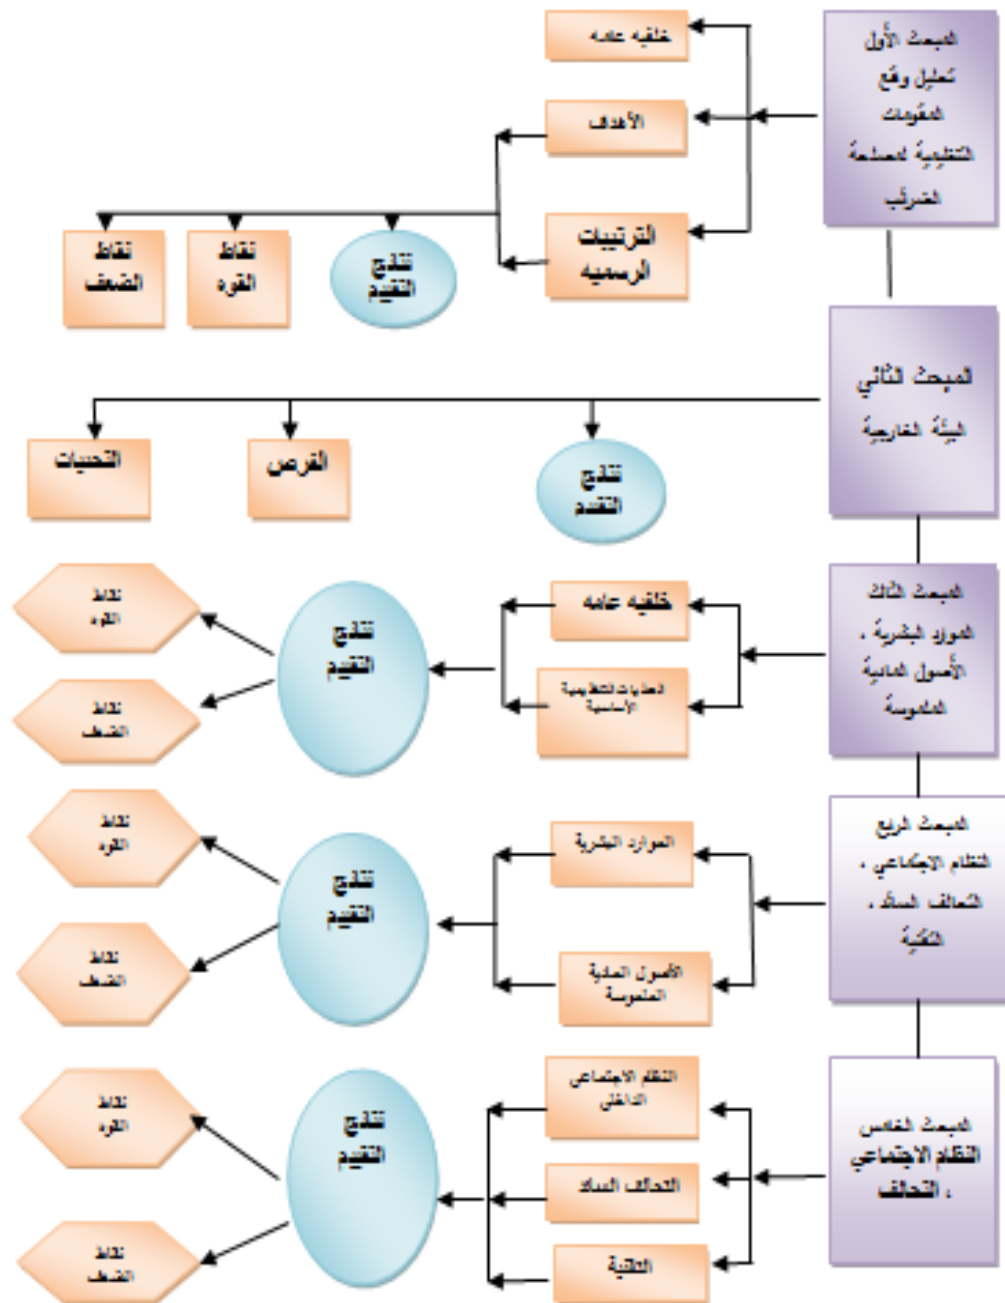 المبحث الأول
تحليل وقع
المقومات
التنظيمية لمصلحة
الضرائب
خلفيه عامه
الأهداف
الترتيبات
الرسميه
نتائج
التقييم
نقاط
القوه
نقاط
الضعف
المبحث الثاني
البيئة الخارجية
نتائج
التقييم
الفرص
التحديات
المبحث الثالث
الموارد البشرية ،
الأصول المادية
الملموسة
خلفيه عامه
العمليات التنظيمية
الأساسية
نتائج
التقييم
نقاط
القوه
نقاط
الضعف
المبحث الرابع
النظام الاجتماعي ،
التحالف السائد ،
التقنية
الموارد البشرية
الأصول المادية
الملموسة
نتائج
التقييم
نقاط
القوه
نقاط
الضعف
المبحث الخامس
النظام الاجتماعي
، التحالف
النظام الاجتماعي
الداخلي
التحالف السائد
التقنية
نتائج
التقييم
نقاط
القوه
نقاط
الضعف